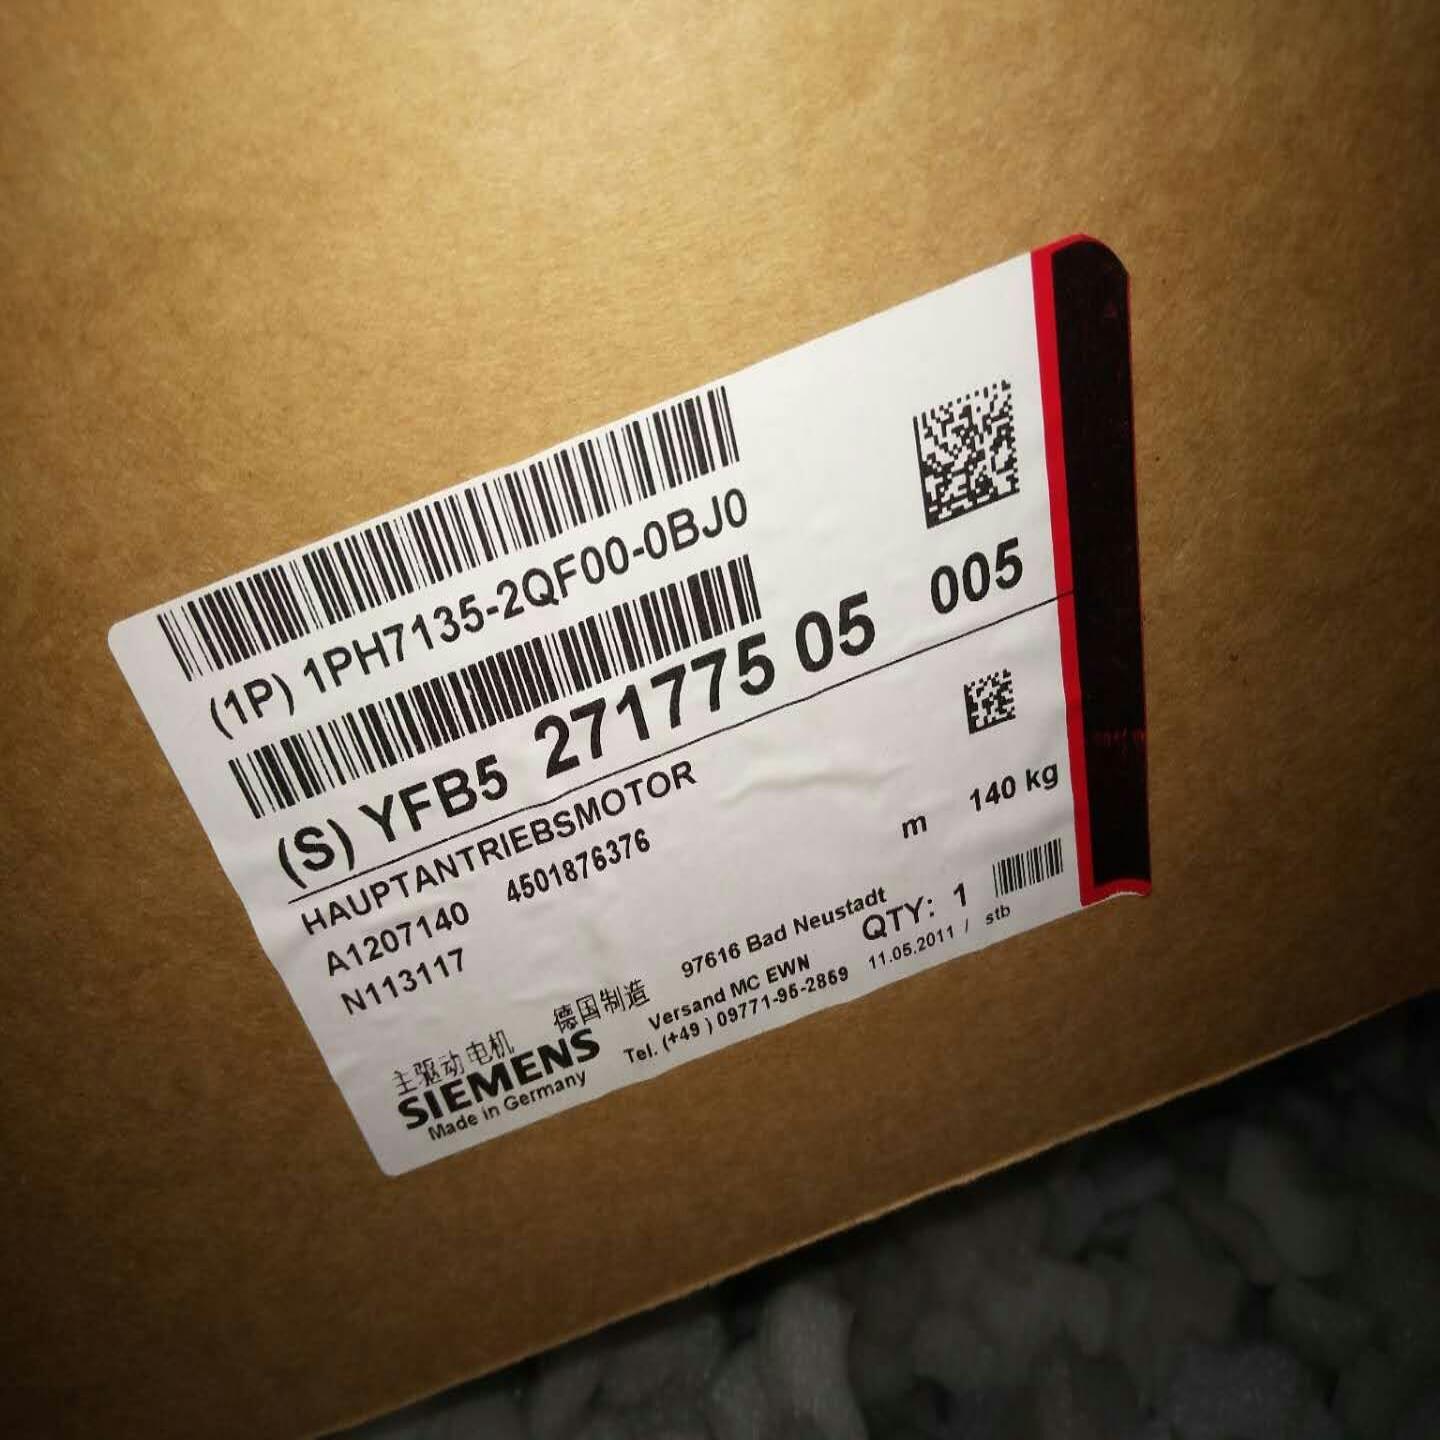 (1P) 1PH7135-2QF00-0BJ0
(S) YFB5 271775 05 005
HAUPTANTRIEBSMOTOR
A1207140 4501876376
N113117
m 140 kg
主驱动电机 德国制造
SIEMENS
Made in Germany
97616 Bad Neustadt
Versand MC EWN
Tel. (+49 ) 09771-95-2859
QTY: 1
11.05.2011 / stb